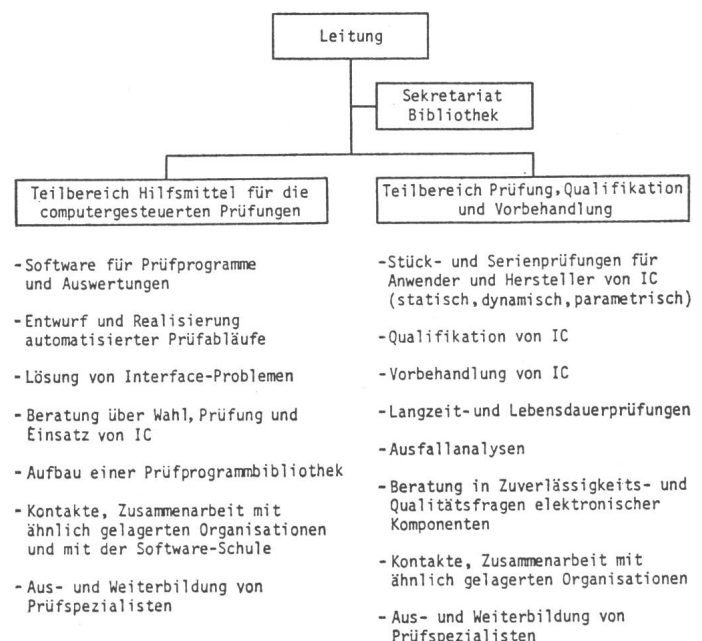 Leitung
Sekretariat
Bibliothek
Teilbereich Hilfsmittel für die
computergesteuerten Prüfungen
- Software für Prüfprogramme
und Auswertungen
- Entwurf und Realisierung
automatisierter Prüfabläufe
- Lösung von Interface-Problemen
- Beratung über Wahl, Prüfung und
Einsatz von IC
- Aufbau einer Prüfprogrammbibliothek
- Kontakte, Zusammenarbeit mit
ähnlich gelagerten Organisationen
und mit der Software-Schule
- Aus- und Weiterbildung von
Prüfspezialisten
Teilbereich Prüfung, Qualifikation
und Vorbehandlung
- Stück- und Serienprüfungen für
Anwender und Hersteller von IC
(statisch, dynamisch, parametrisch)
- Qualifikation von IC
- Vorbehandlung von IC
- Langzeit- und Lebensdauerprüfungen
- Ausfallanalysen
- Beratung in Zuverlässigkeits- und
Qualitätsfragen elektronischer
Komponenten
- Kontakte, Zusammenarbeit mit
ähnlich gelagerten Organisationen
- Aus- und Weiterbildung von
Prüfspezialisten